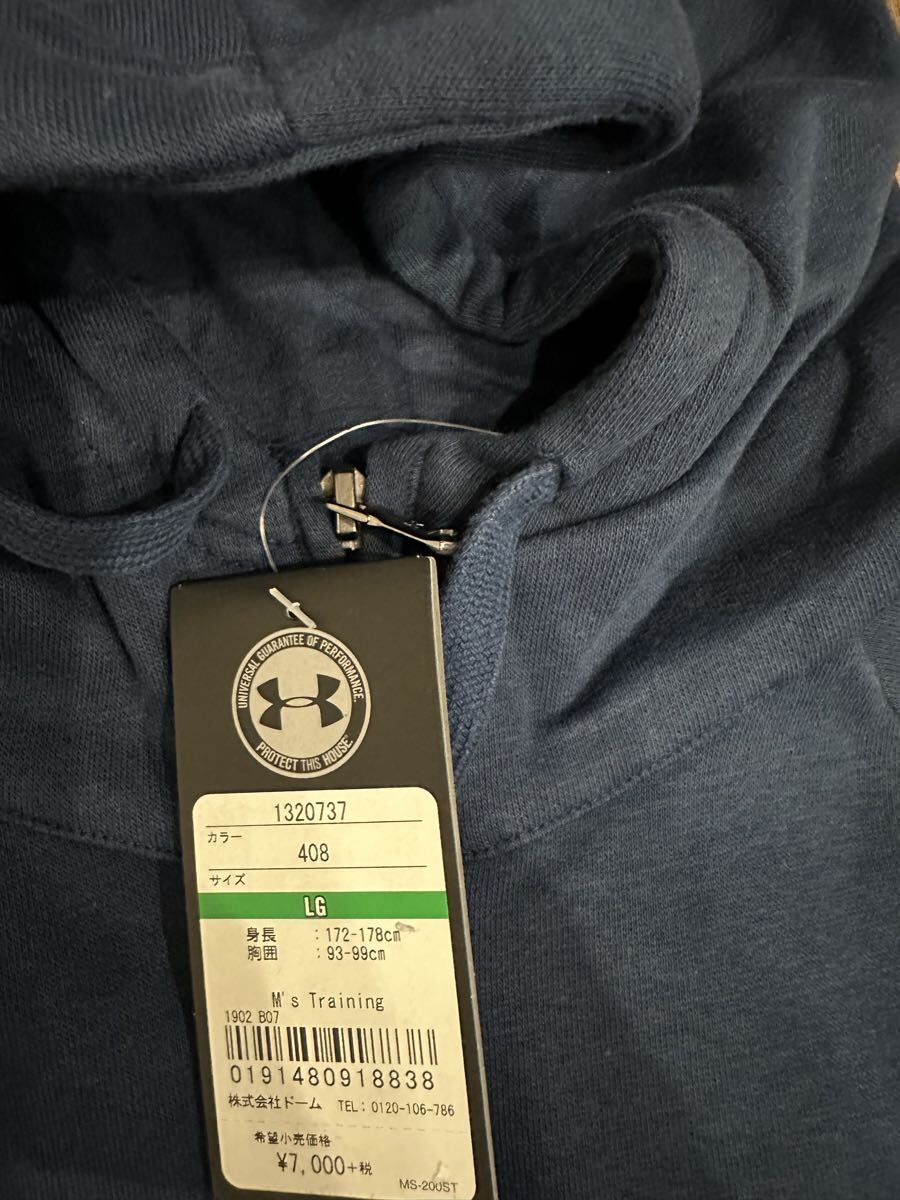 UNIVERSAL GUARANTEE OF PERFORMANCE.
PROTECT THIS HOUSE
1320737
カラー
408
サイズ
LG
身長 :172-178cm
胸囲 :93-99cm
M's Training
1902 B07
0191480918838
株式会社ドーム TEL: 0120-106-786
希望小売価格
¥7,000+税
MS-200ST